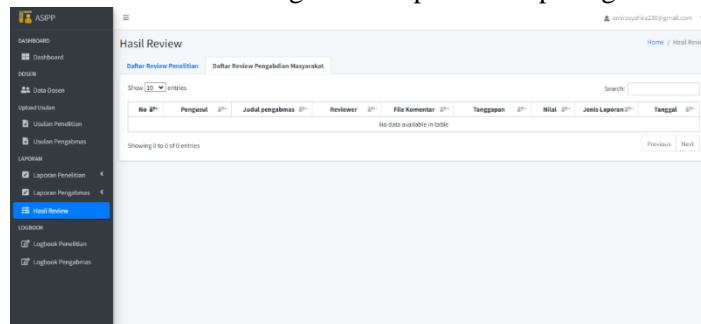 ASIPP
amirasyahira238@gmail.com
DASHBOARD
Dashboard
DOSEN
Data Dosen
Upload Usulan
Usulan Penelitian
Usulan Pengabmas
LAPORAN
Laporan Penelitian
Laporan Pengabmas
Hasil Review
LOGBOOK
Logbook Penelitian
Logbook Pengabmas
Hasil Review
Home / Hasil Revi
Daftar Review Penelitian Daftar Review Pengabdian Masyarakat
Show 10 entries Search:
No Pengusul Judul pengabmas Reviewer File Komentar Tanggapan Nilai Jenis Laporan Tanggal
No data available in table
Showing 0 to 0 of 0 entries Previous Next